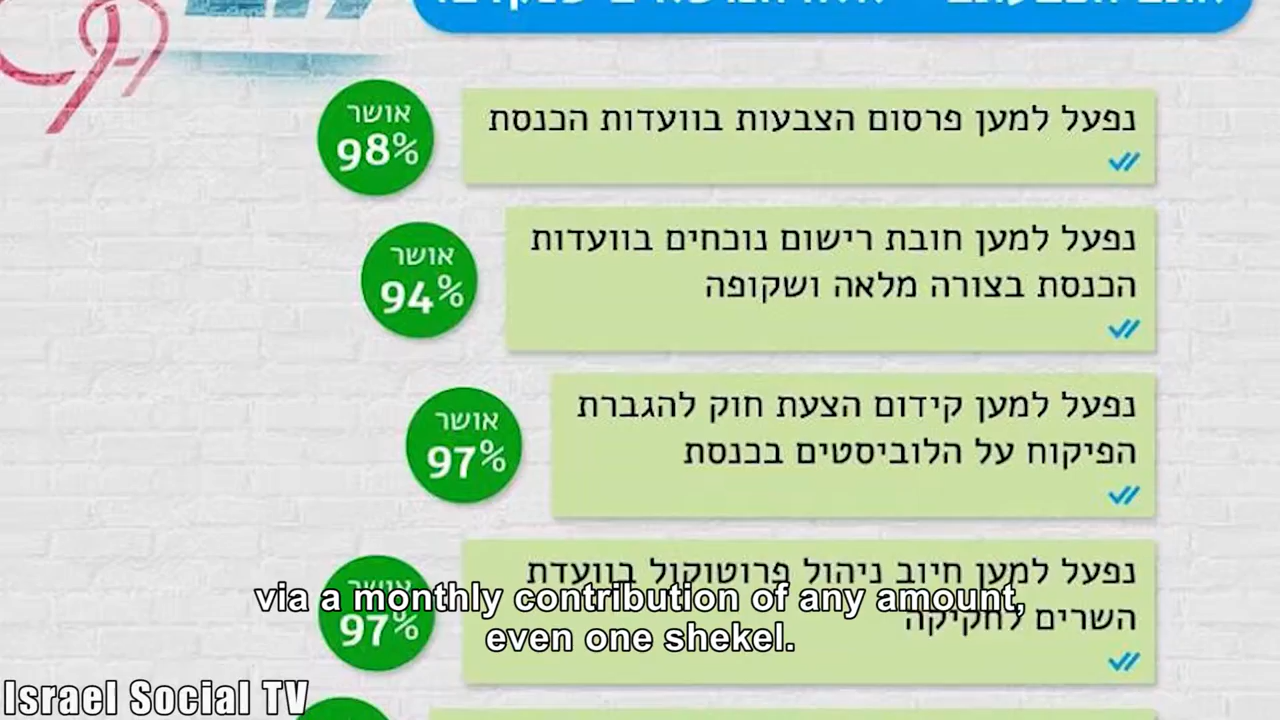 נפעל למען פרסום הצבעות בוועדות הכנסת
אושר
98%
נפעל למען חובת רישום נוכחים בוועדות
הכנסת בצורה מלאה ושקופה
אושר
94%
נפעל למען קידום הצעת חוק להגברת
הפיקוח על הלוביסטים בכנסת
אושר
97%
נפעל למען חיוב ניהול פרוטוקול בוועדת
השרים לחקיקה
אושר
97%
via a monthly contribution of any amount,
even one shekel.
Israel Social TV